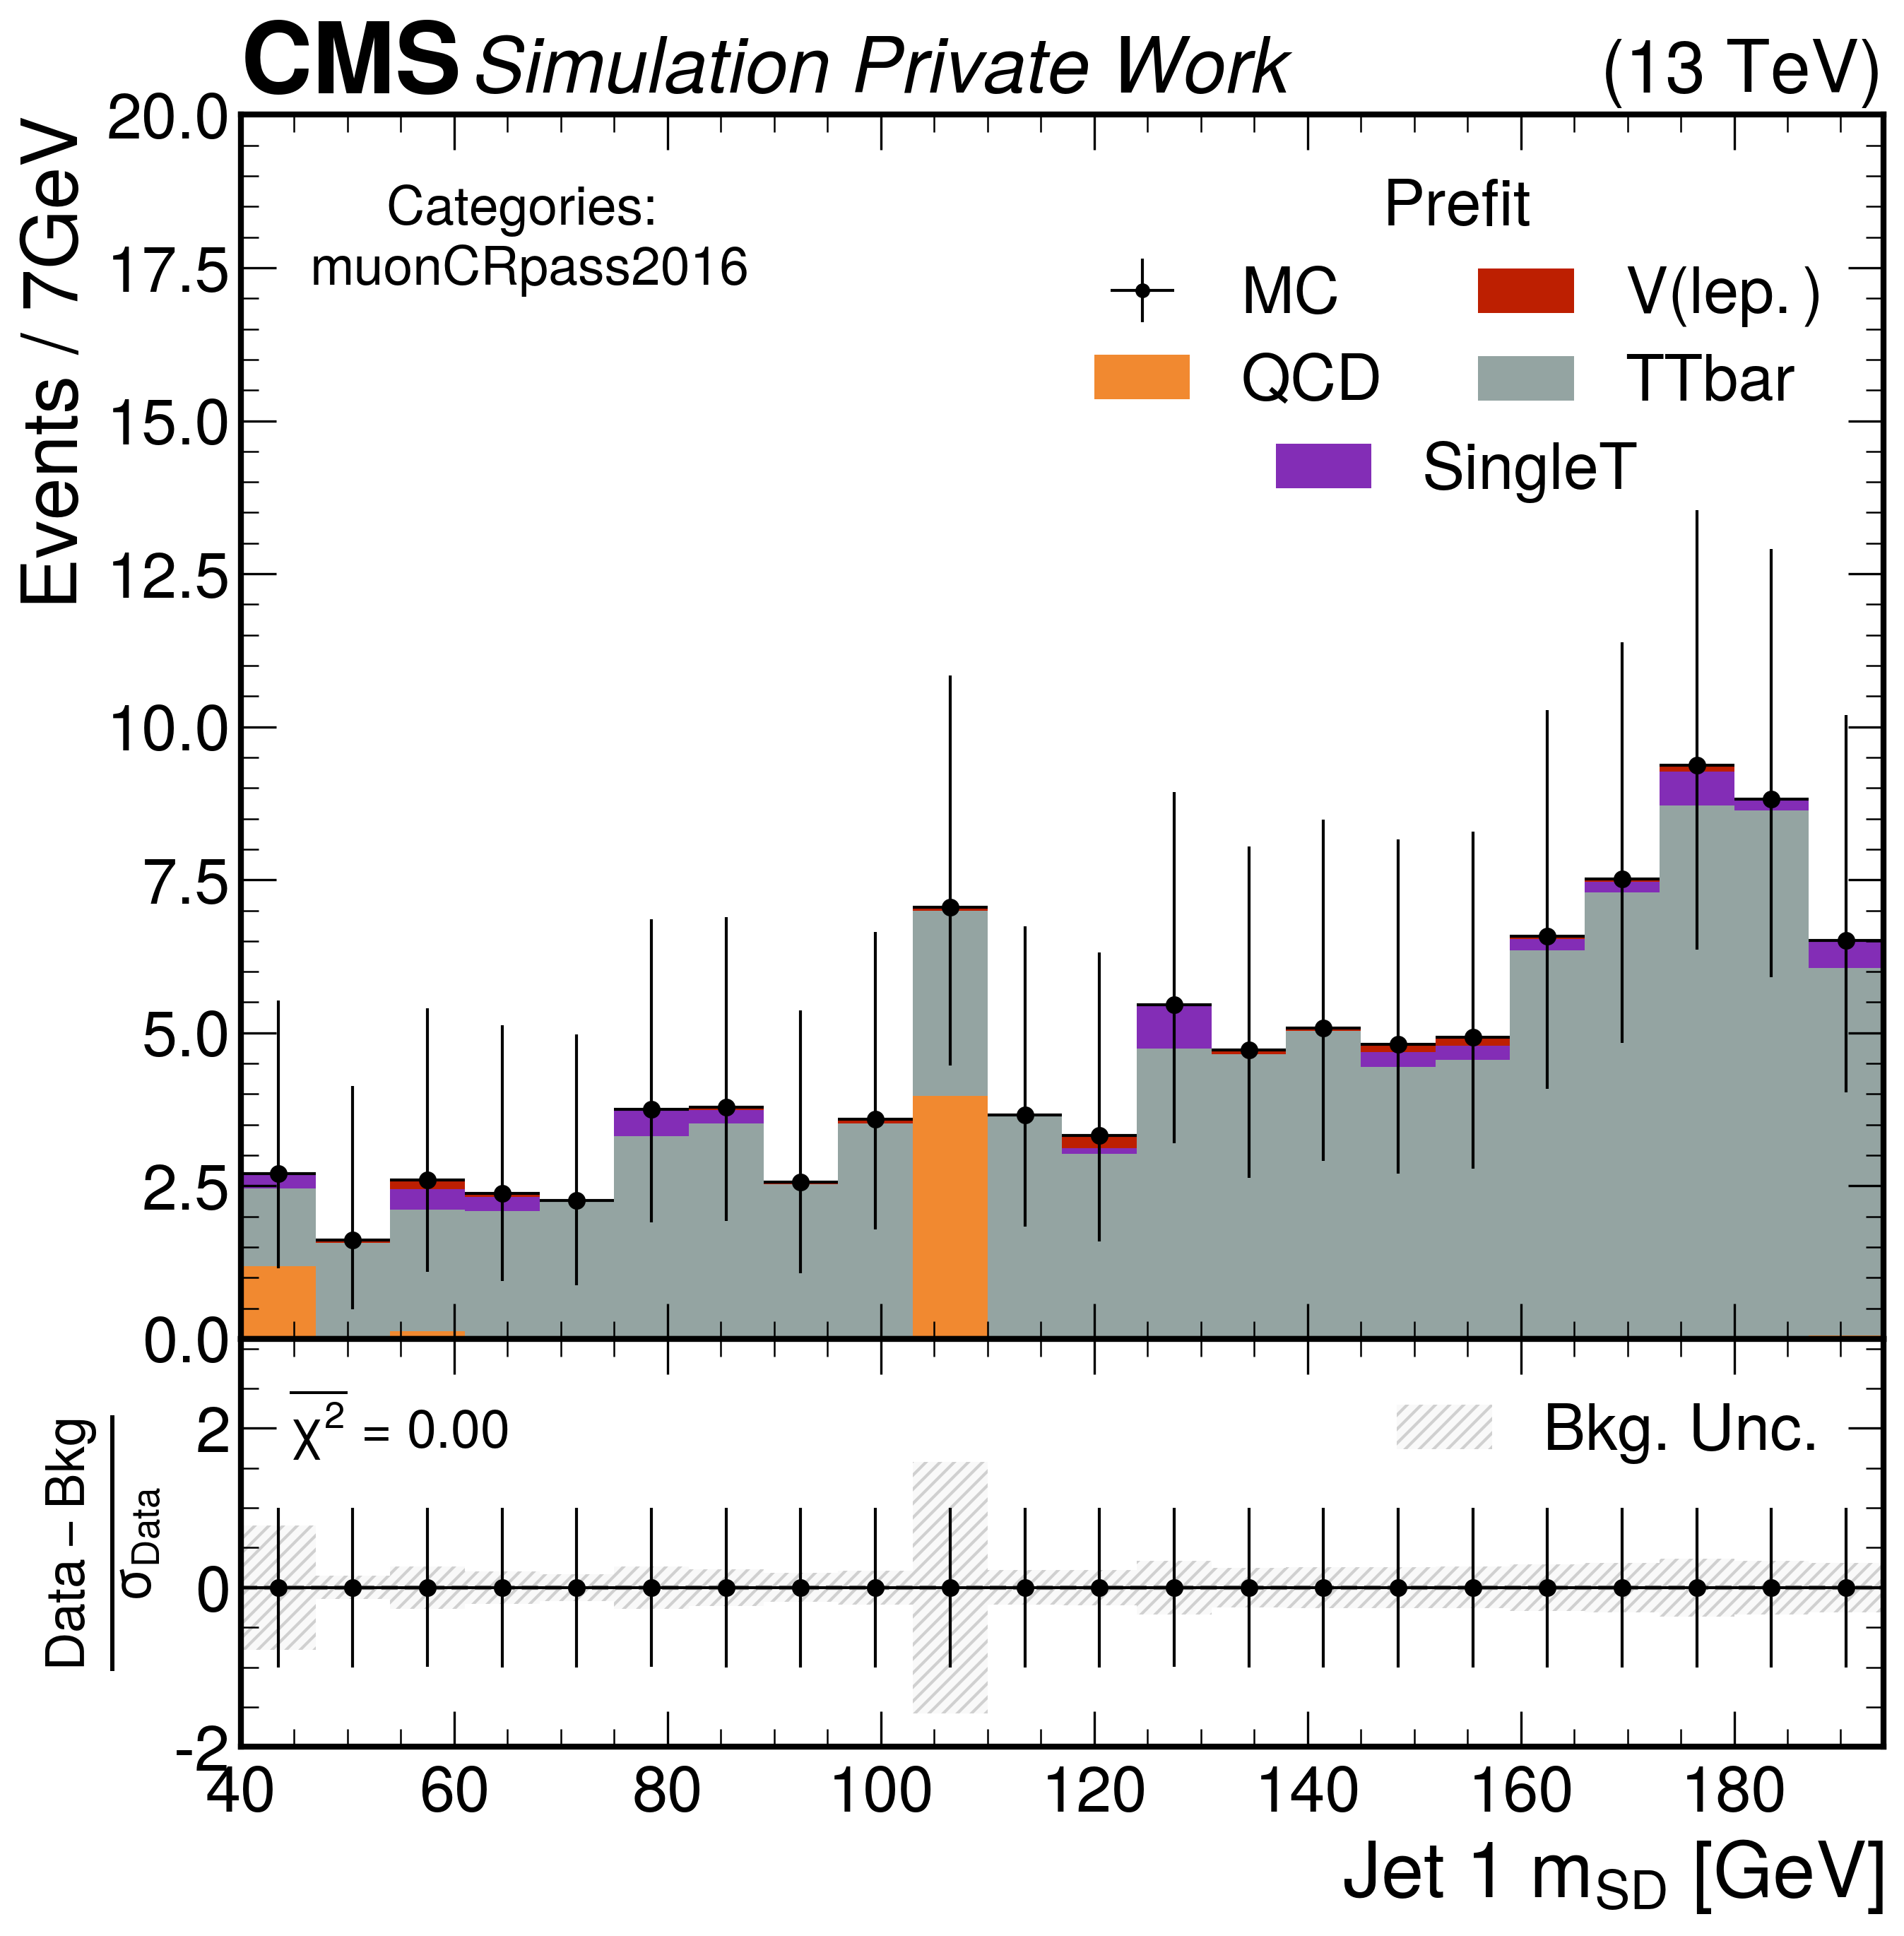 CMS Simulation Private Work (13 TeV)
Events / 7GeV
20.0
17.5
15.0
12.5
10.0
7.5
5.0
2.5
0.0
Categories:
muonCRpass2016
Prefit
MC V(lep.)
QCD TTbar
SingleT
Data − Bkg
σData
2
0
-2
χ² = 0.00
Bkg. Unc.
40 60 80 100 120 140 160 180
Jet 1 mSD [GeV]